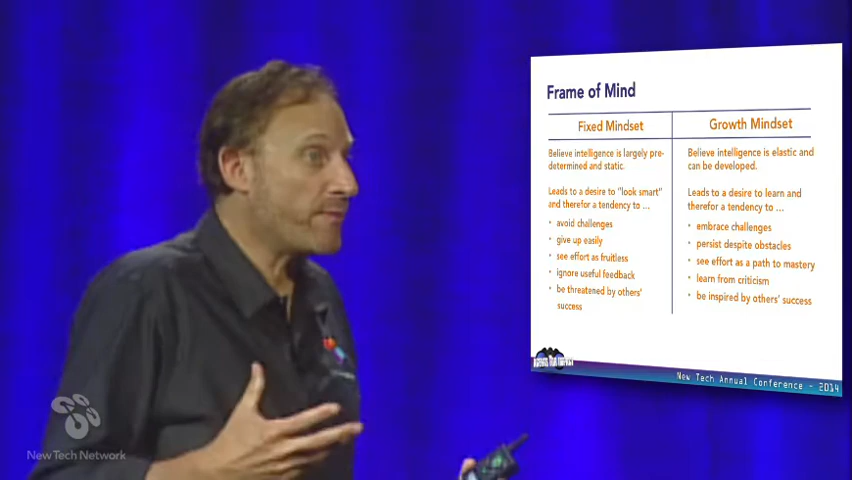 Frame of Mind
Fixed Mindset
Believe intelligence is largely pre-
determined and static.
Leads to a desire to "look smart"
and therefor a tendency to ...
• avoid challenges
• give up easily
• see effort as fruitless
• ignore useful feedback
• be threatened by others'
success
Growth Mindset
Believe intelligence is elastic and
can be developed.
Leads to a desire to learn and
therefor a tendency to ...
• embrace challenges
• persist despite obstacles
• see effort as a path to mastery
• learn from criticism
• be inspired by others' success
New Tech Annual Conference - 2014
New Tech Network